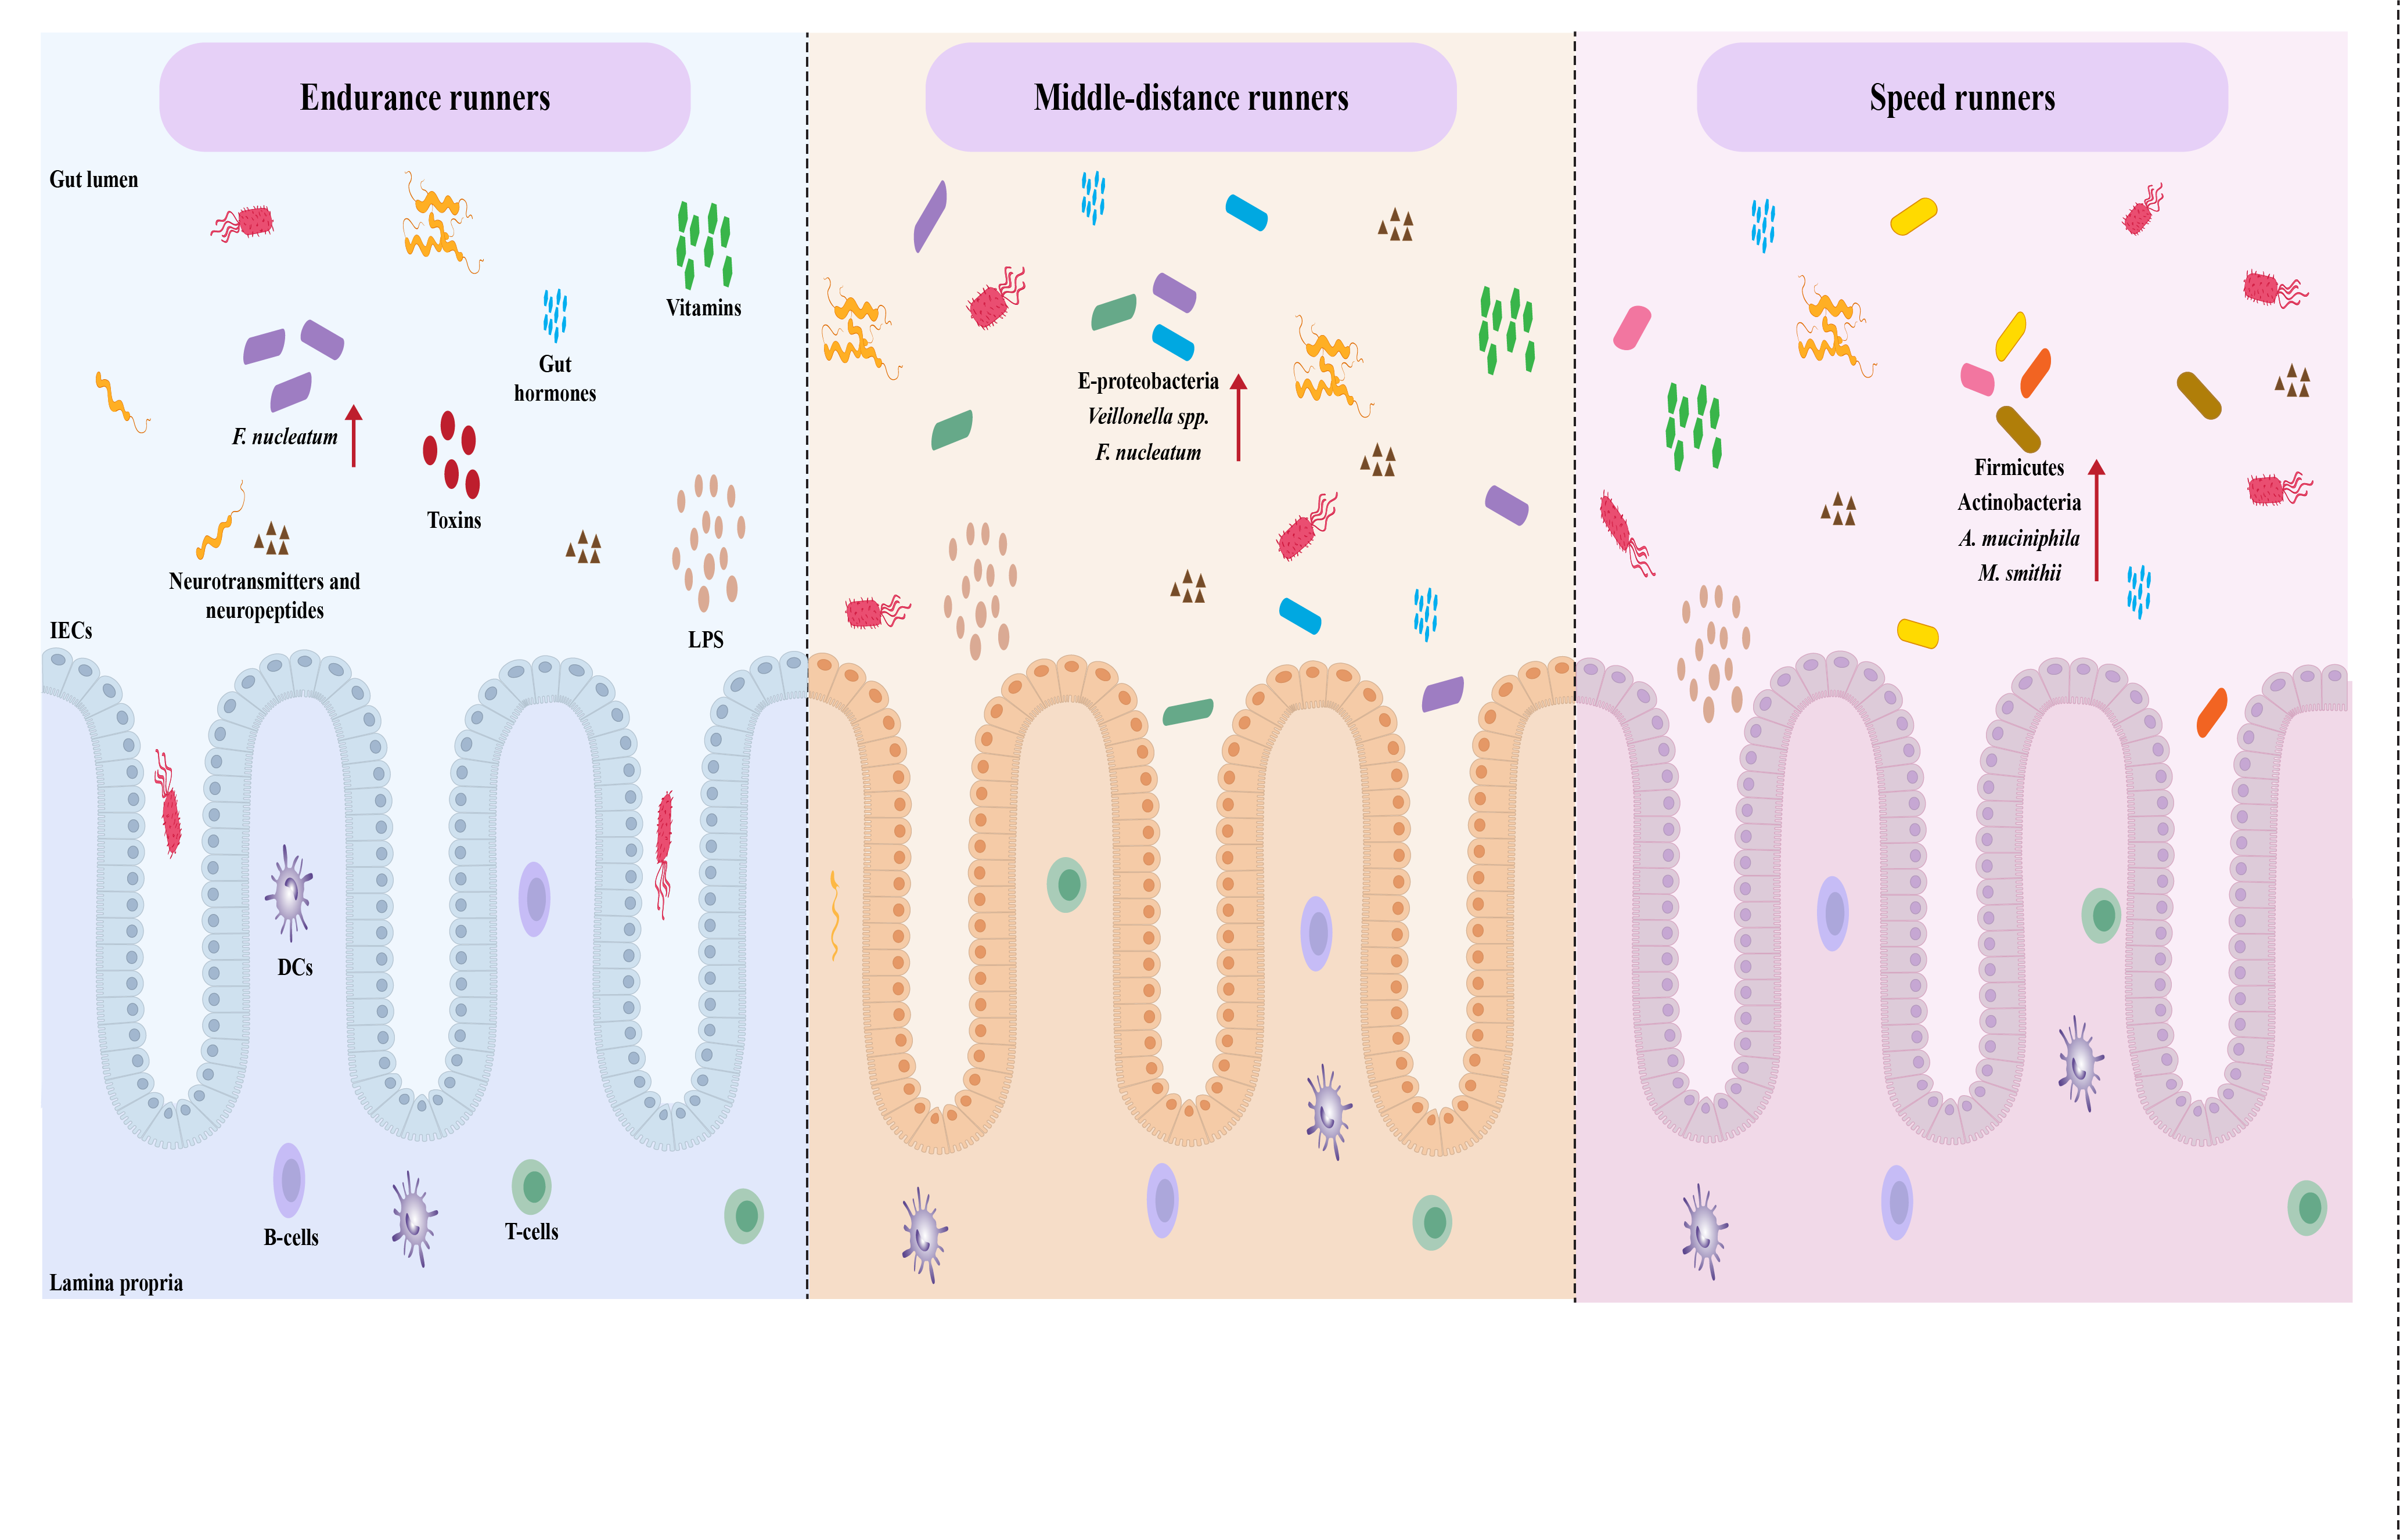 Endurance runners
Middle-distance runners
Speed runners
Gut lumen
Vitamins
Gut
hormones
F. nucleatum
Toxins
Neurotransmitters and
neuropeptides
LPS
IECs
DCs
B-cells
T-cells
Lamina propria
E-proteobacteria
Veillonella spp.
F. nucleatum
Firmicutes
Actinobacteria
A. muciniphila
M. smithii